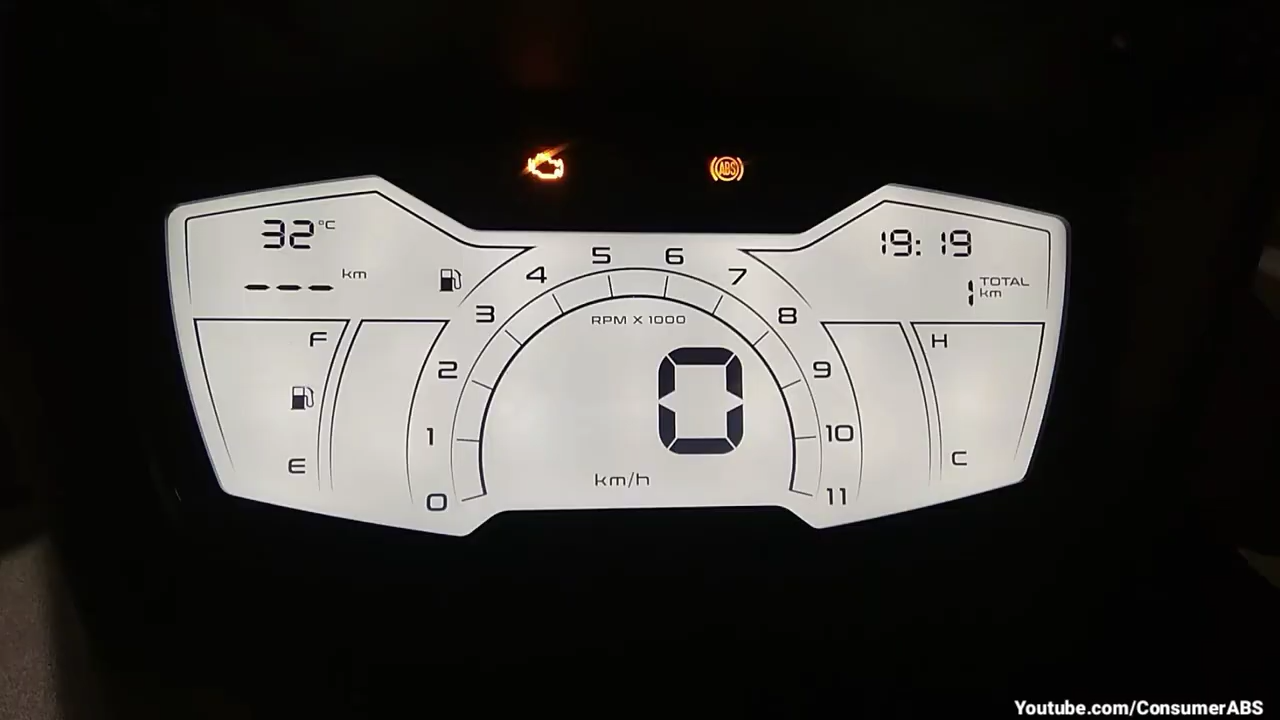 ABS
32°C
--- km
19:19
1 TOTAL km
F
E
H
C
0
1
2
3
4
5
6
7
8
9
10
11
RPM X 1000
0
km/h
Youtube.com/ConsumerABS